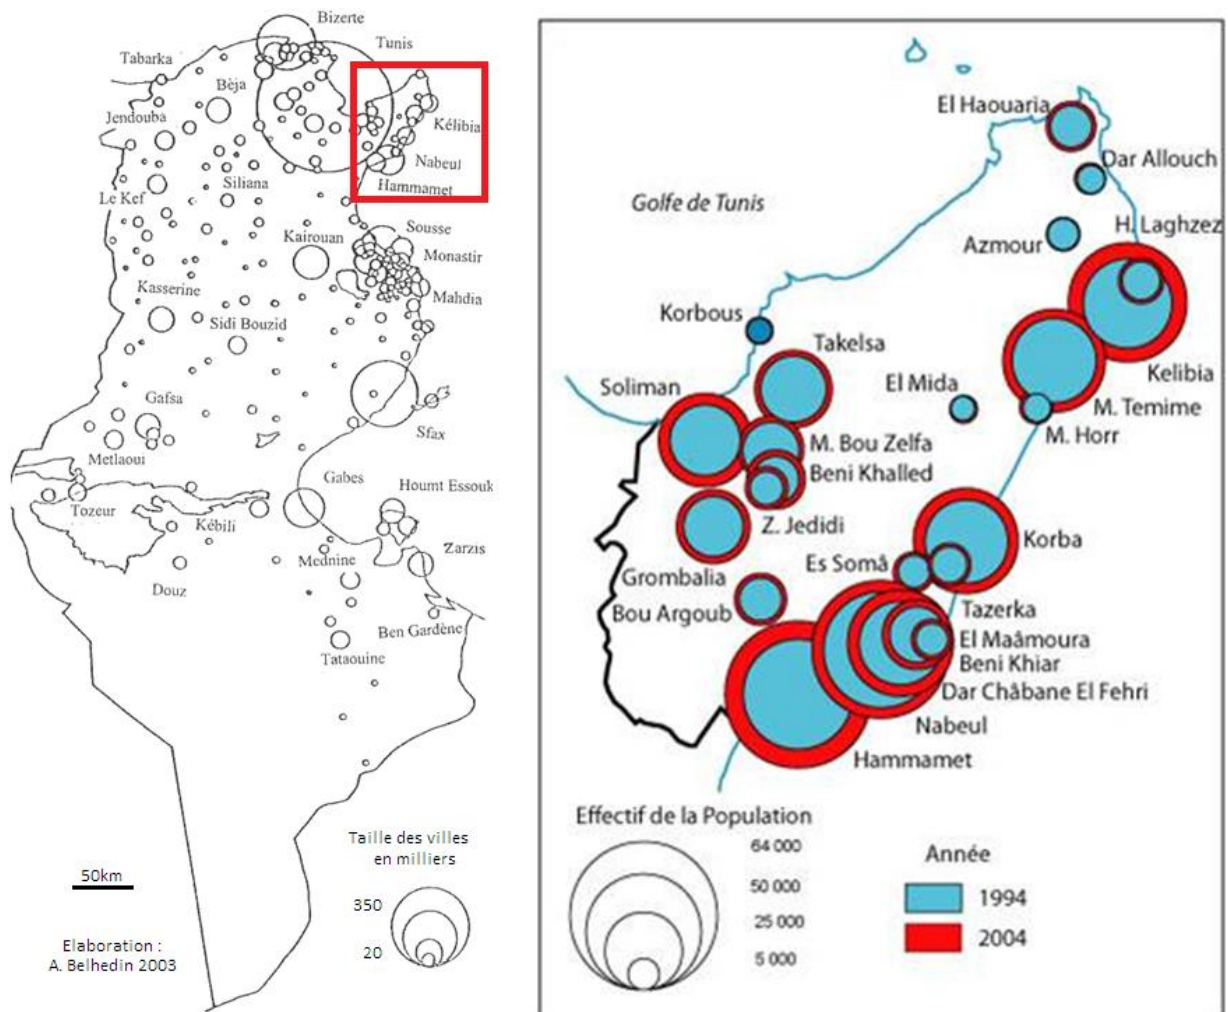 Bizerte
Tunis
Tabarka
Bèja
Jendouba
Kélibia
Nabeul
Hammamet
Siliana
Le Kef
Sousse
Kairouan
Monastir
Kasserine
Mahdia
Sidi Bouzid
Gafsa
Sfax
Metlaoui
Gabes
Houmt Essouk
Tozeur
Kébili
Zarzis
Mednine
Douz
Ben Gardène
Tataouine
Taille des villes
en milliers
50km
350
20
Elaboration :
A. Belhedin 2003
El Haouaria
Dar Allouch
Golfe de Tunis
H. Laghzez
Azmour
Korbous
Takelsa
Soliman
El Mida
Kelibia
M. Temime
M. Horr
M. Bou Zelfa
Beni Khalled
Z. Jedidi
Korba
Es Somâ
Grombalia
Bou Argoub
Tazerka
El Maâmoura
Beni Khiar
Dar Châbane El Fehri
Nabeul
Hammamet
Effectif de la Population
64 000
50 000
25 000
5 000
Année
1994
2004